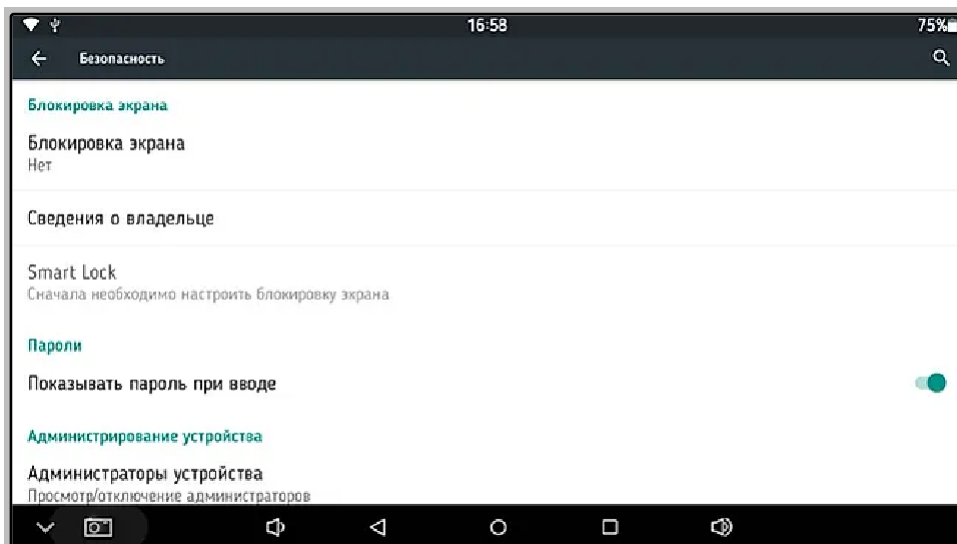 16:58
75%
Безопасность
Блокировка экрана
Блокировка экрана
Нет
Сведения о владельце
Smart Lock
Сначала необходимо настроить блокировку экрана
Пароли
Показывать пароль при вводе
Администрирование устройства
Администраторы устройства
Просмотр/отключение администраторов